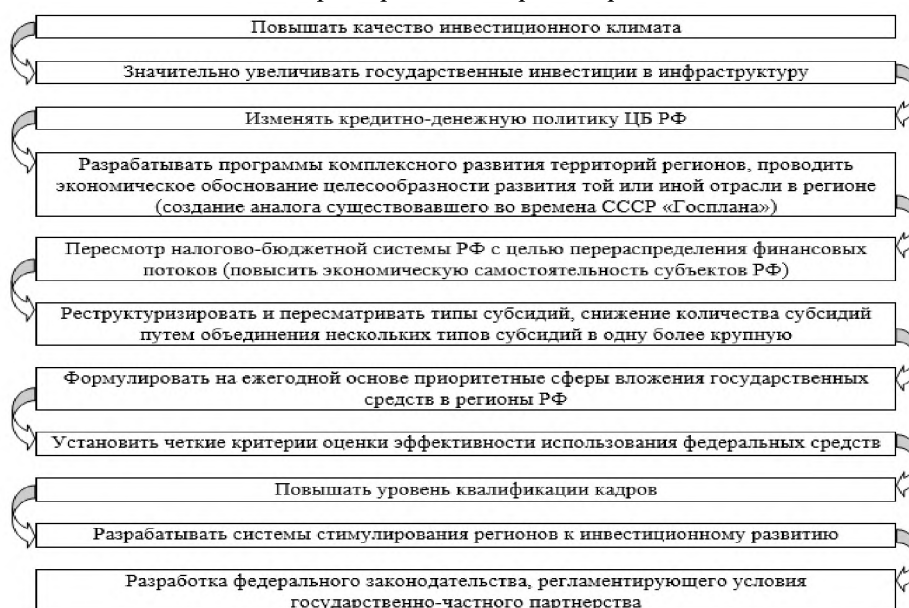 Повышать качество инвестиционного климата
Значительно увеличивать государственные инвестиции в инфраструктуру
Изменять кредитно-денежную политику ЦБ РФ
Разрабатывать программы комплексного развития территорий регионов, проводить
экономическое обоснование целесообразности развития той или иной отрасли в регионе
(создание аналога существовавшего во времена СССР «Госплана»)
Пересмотр налогово-бюджетной системы РФ с целью перераспределения финансовых
потоков (повысить экономическую самостоятельность субъектов РФ)
Реструктуризировать и пересматривать типы субсидий, снижение количества субсидий
путем объединения нескольких типов субсидий в одну более крупную
Формулировать на ежегодной основе приоритетные сферы вложения государственных
средств в регионы РФ
Установить четкие критерии оценки эффективности использования федеральных средств
Повышать уровень квалификации кадров
Разрабатывать системы стимулирования регионов к инвестиционному развитию
Разработка федерального законодательства, регламентирующего условия
государственно-частного партнерства